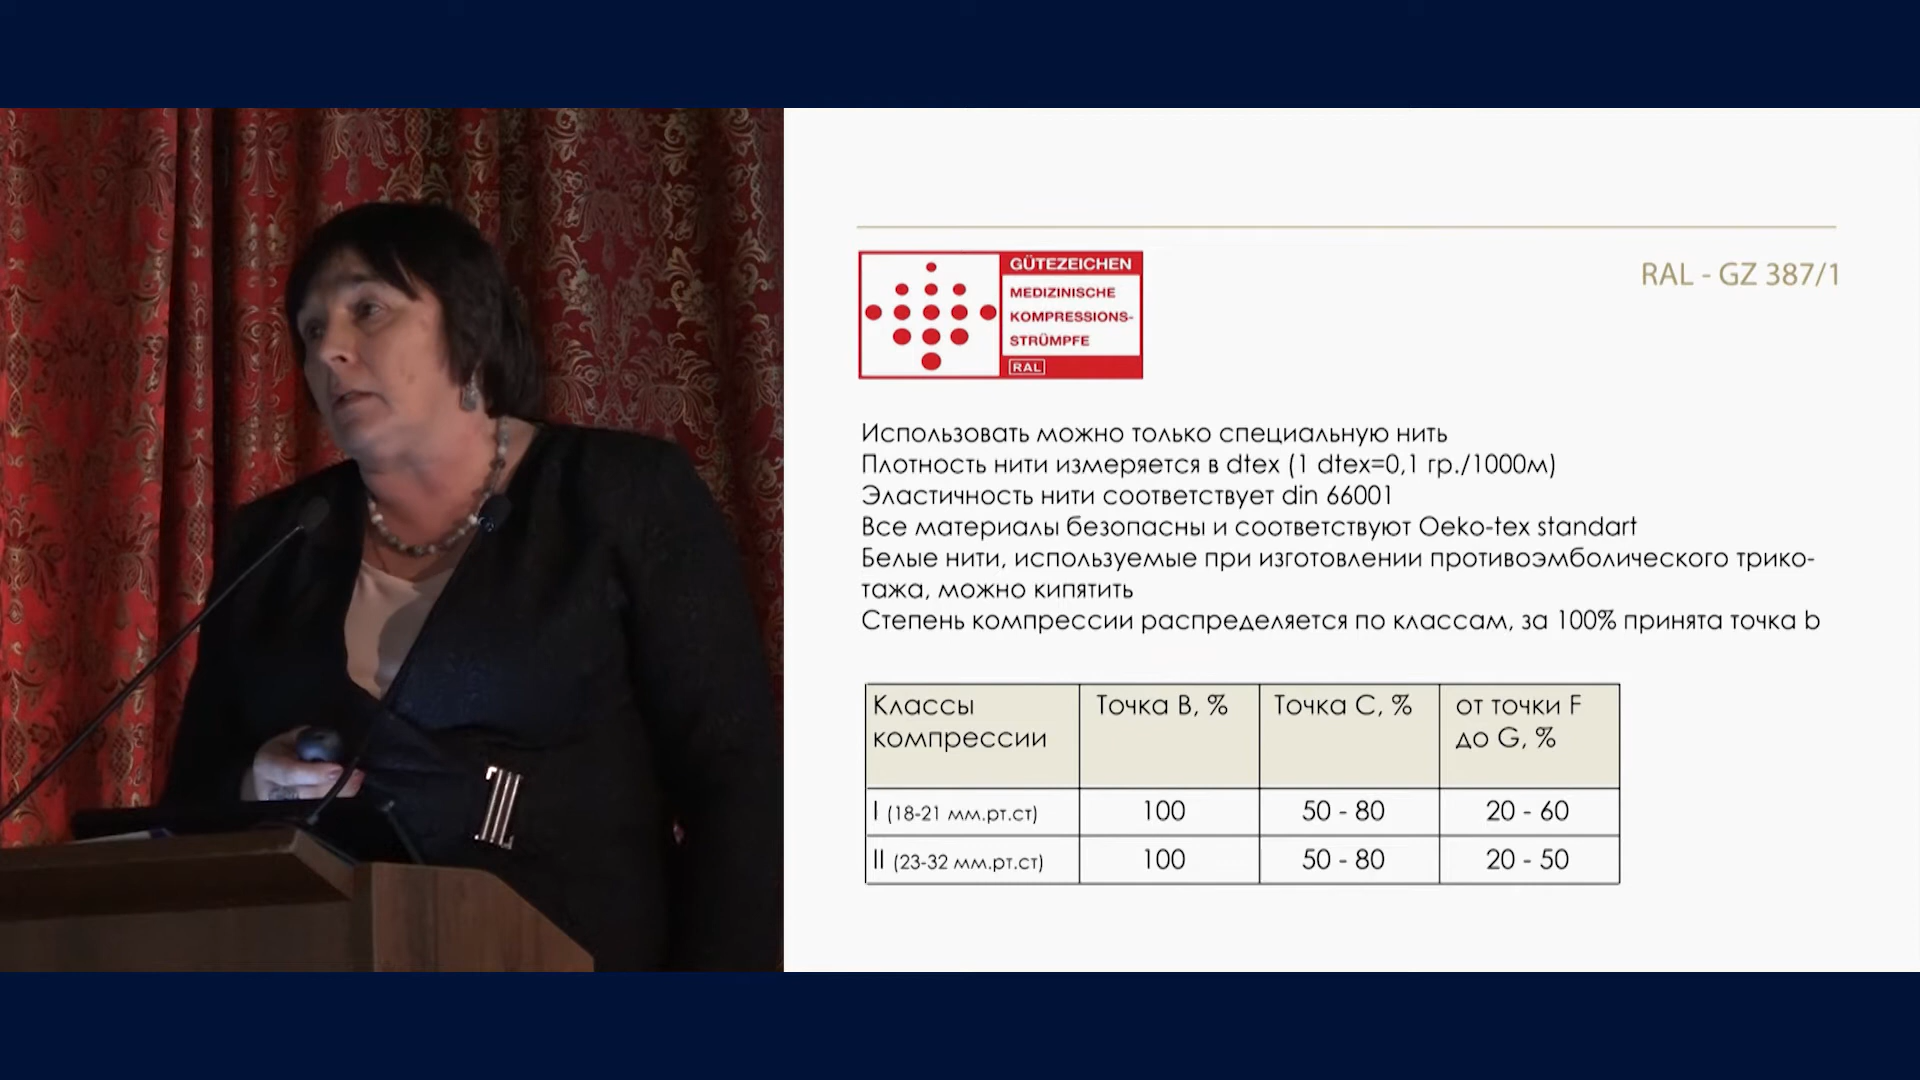 RAL - GZ 387/1
GÜTEZEICHEN
MEDIZINISCHE
KOMPRESSIONS-
STRÜMPFE
RAL
Использовать можно только специальную нить
Плотность нити измеряется в dtex (1 dtex=0,1 гр./1000м)
Эластичность нити соответствует din 66001
Все материалы безопасны и соответствуют Oeko-tex standart
Белые нити, используемые при изготовлении противоэмболического трико-
тажа, можно кипятить
Степень компрессии распределяется по классам, за 100% принята точка b
Классы компрессии Точка B, % Точка C, % от точки F до G, %
I (18-21 мм.рт.ст) 100 50 - 80 20 - 60
II (23-32 мм.рт.ст) 100 50 - 80 20 - 50